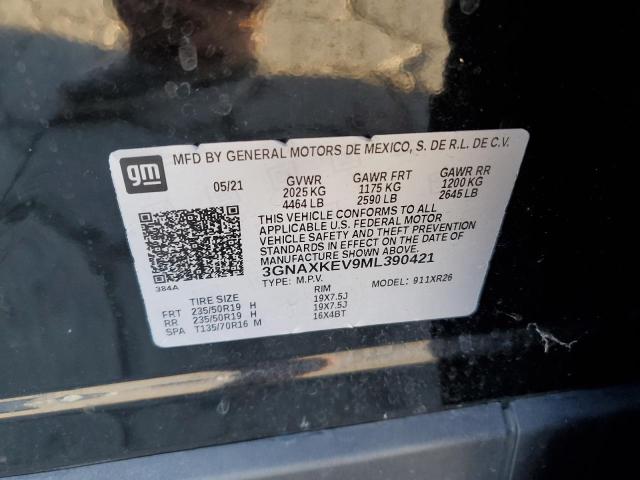 gm
MFD BY GENERAL MOTORS DE MEXICO, S. DE R.L. DE C.V.
05/21 GVWR GAWR FRT GAWR RR
2025 KG 1175 KG 1200 KG
4464 LB 2590 LB 2645 LB
THIS VEHICLE CONFORMS TO ALL
APPLICABLE U.S. FEDERAL MOTOR
VEHICLE SAFETY AND THEFT PREVENTION
STANDARDS IN EFFECT ON THE DATE OF
MANUFACTURE SHOWN ABOVE.
3GNAXKEV9ML390421
384A TYPE: M.P.V. MODEL: 911XR26
TIRE SIZE RIM
FRT 235/50R19 H 19X7.5J
RR 235/50R19 H 19X7.5J
SPA T135/70R16 M 16X4BT